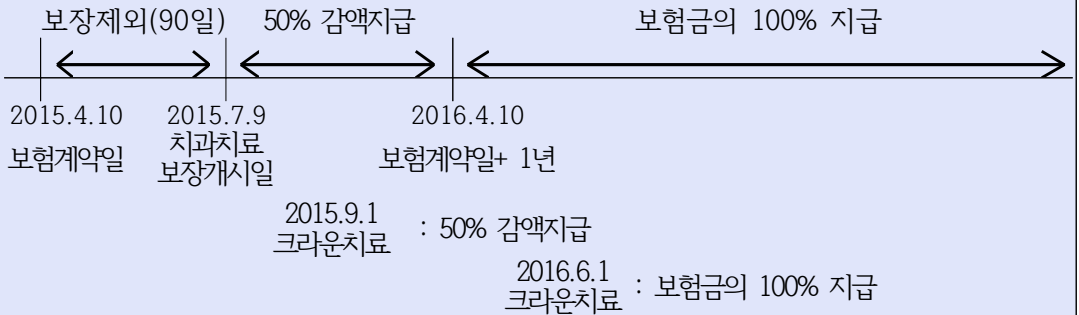 보장제외(90일) 50% 감액지급 보험금의 100% 지급
2015.4.10 2015.7.9 2016.4.10
보험계약일 치과치료 보장개시일 보험계약일+ 1년
2015.9.1 크라운치료 : 50% 감액지급
2016.6.1 크라운치료 : 보험금의 100% 지급